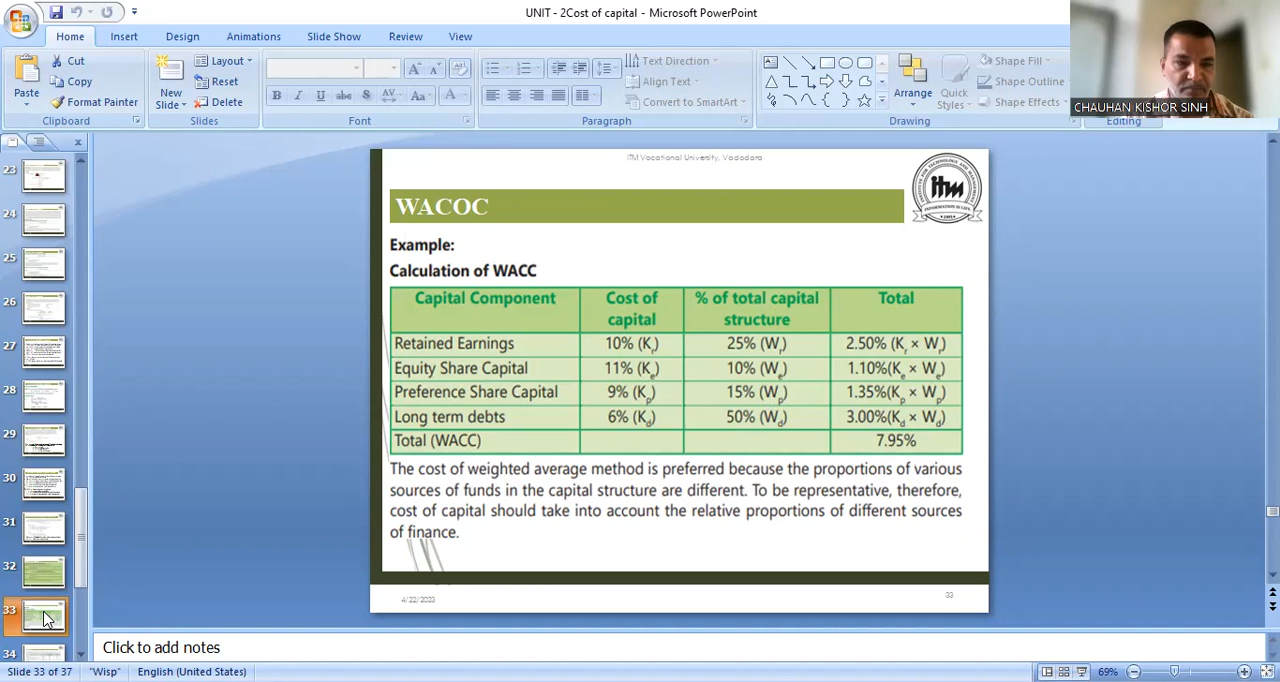 UNIT - 2Cost of capital - Microsoft PowerPoint
Home Insert Design Animations Slide Show Review View
Paste
Cut
Copy
Format Painter
Clipboard
New Slide
Layout
Reset
Delete
Slides
B I U abc S AV Aa A
Font
Text Direction
Align Text
Convert to SmartArt
Paragraph
Arrange
Quick Styles
Shape Fill
Shape Outline
Shape Effects
Drawing
Editing
CHAUHAN KISHOR SINH
23
24
25
26
27
28
29
30
31
32
33
34
ITM Vocational University, Vadodara
itm
WACOC
Example:
Calculation of WACC
Capital Component Cost of capital % of total capital structure Total
Retained Earnings 10% (Kr) 25% (Wr) 2.50% (Kr × Wr)
Equity Share Capital 11% (Ke) 10% (We) 1.10%(Ke × We)
Preference Share Capital 9% (Kp) 15% (Wp) 1.35%(Kp × Wp)
Long term debts 6% (Kd) 50% (Wd) 3.00%(Kd × Wd)
Total (WACC) 7.95%
The cost of weighted average method is preferred because the proportions of various
sources of funds in the capital structure are different. To be representative, therefore,
cost of capital should take into account the relative proportions of different sources
of finance.
4/22/2023 33
Click to add notes
Slide 33 of 37 "Wisp" English (United States) 69%